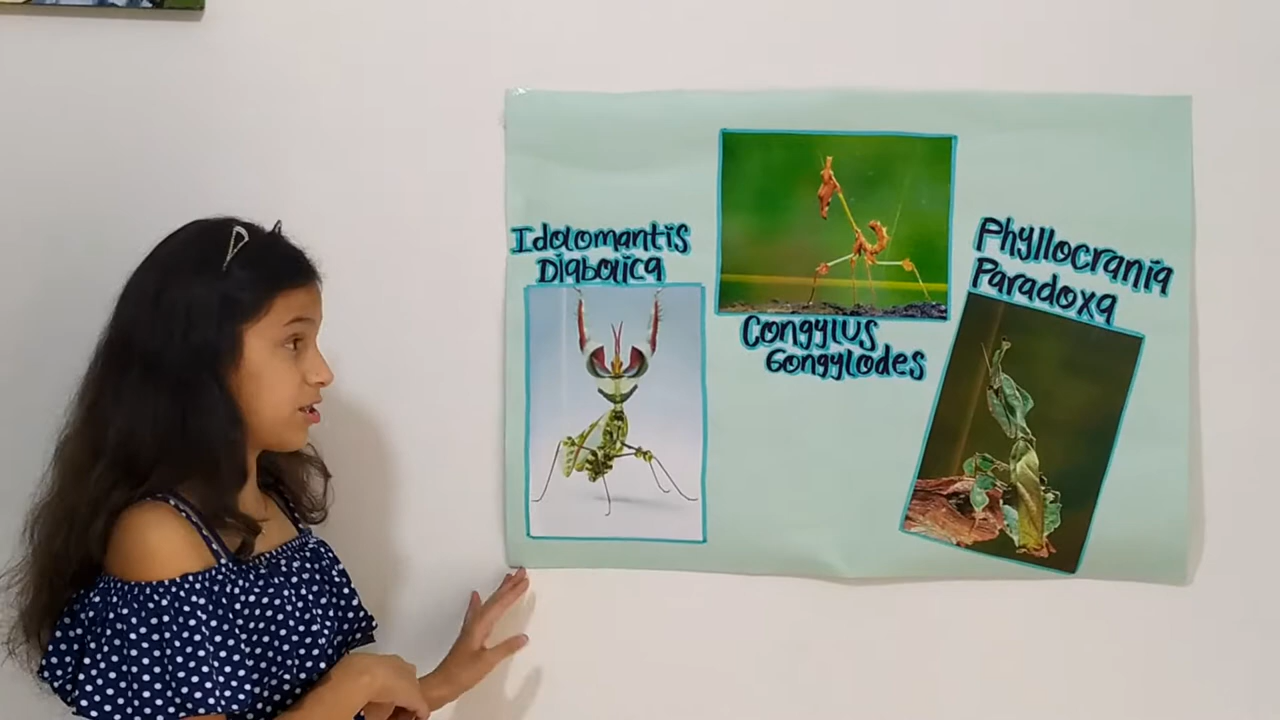 Idolomantis
Diabolica
Congylus
Gongylodes
Phyllocrania
Paradoxa